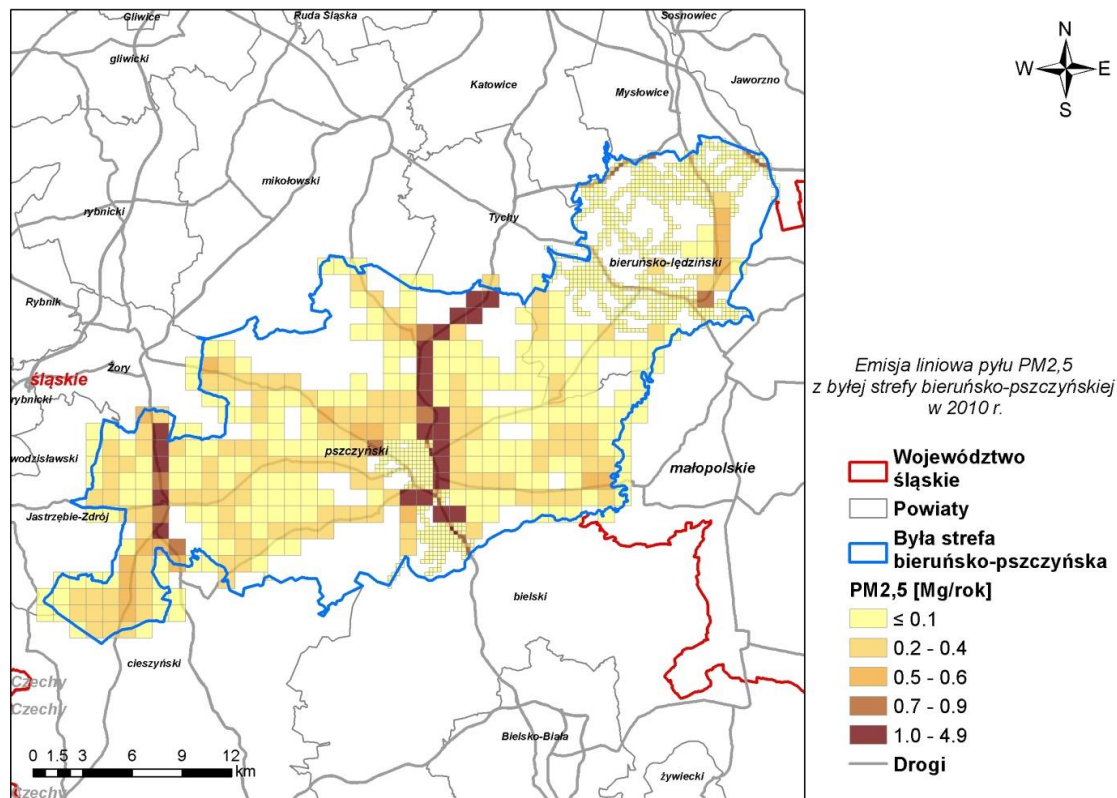 Gliwice
Ruda Śląska
Sosnowiec
gliwicki
Katowice
Mysłowice
Jaworzno
mikołowski
rybnicki
Tychy
bieruńsko-lędziński
Rybnik
Żory
śląskie
rybnicki
wodzisławski
pszczyński
małopolskie
Jastrzębie-Zdrój
bielski
cieszyński
Czechy
Czechy
Bielsko-Biała
żywiecki
Czechy
0 1.5 3 6 9 12
km
N
W E
S
Emisja liniowa pyłu PM2,5
z byłej strefy bieruńsko-pszczyńskiej
w 2010 r.
Województwo
śląskie
Powiaty
Była strefa
bieruńsko-pszczyńska
PM2,5 [Mg/rok]
≤ 0.1
0.2 - 0.4
0.5 - 0.6
0.7 - 0.9
1.0 - 4.9
Drogi